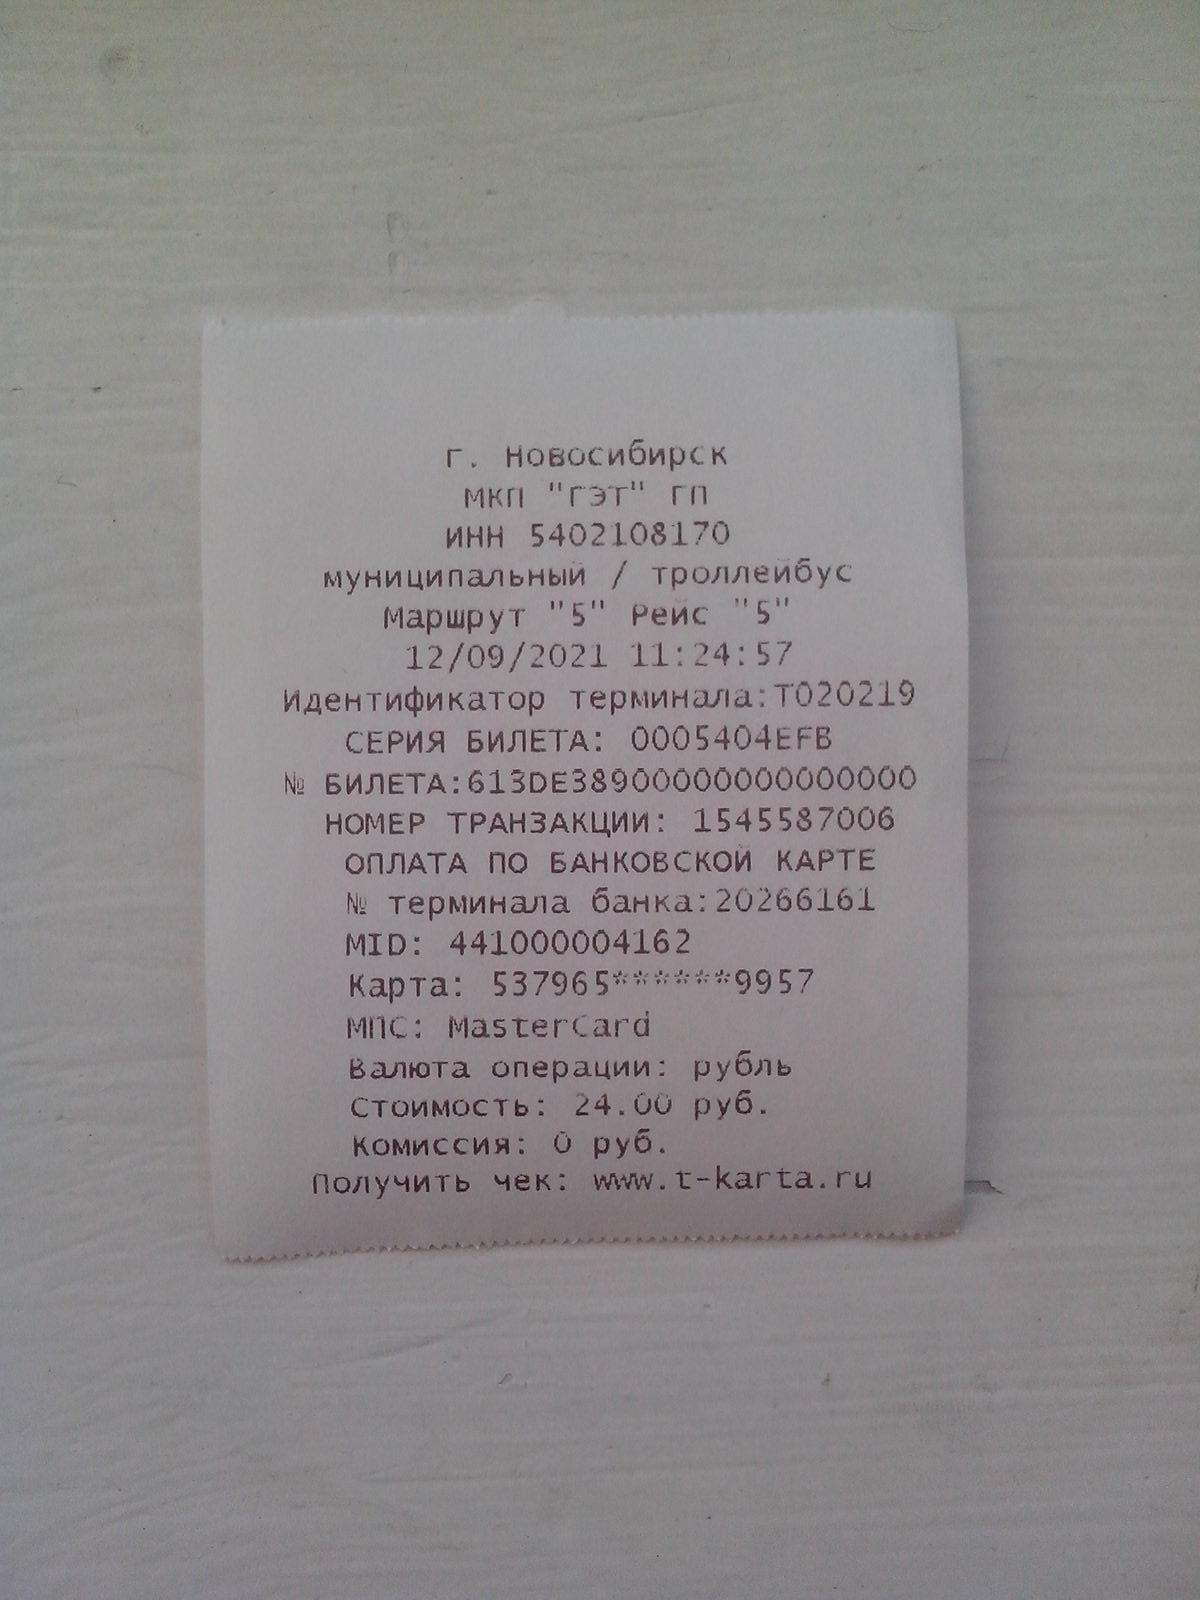 г. Новосибирск
МКП "ГЭТ" ГП
ИНН 5402108170
муниципальный / троллейбус
Маршрут "5" Рейс "5"
12/09/2021 11:24:57
Идентификатор терминала:T020219
СЕРИЯ БИЛЕТА: 0005404EFB
№ БИЛЕТА:613DE38900000000000000
НОМЕР ТРАНЗАКЦИИ: 1545587006
ОПЛАТА ПО БАНКОВСКОЙ КАРТЕ
№ терминала банка:20266161
MID: 441000004162
Карта: 537965******9957
МПС: MasterCard
Валюта операции: рубль
Стоимость: 24.00 руб.
Комиссия: 0 руб.
Получить чек: www.t-karta.ru